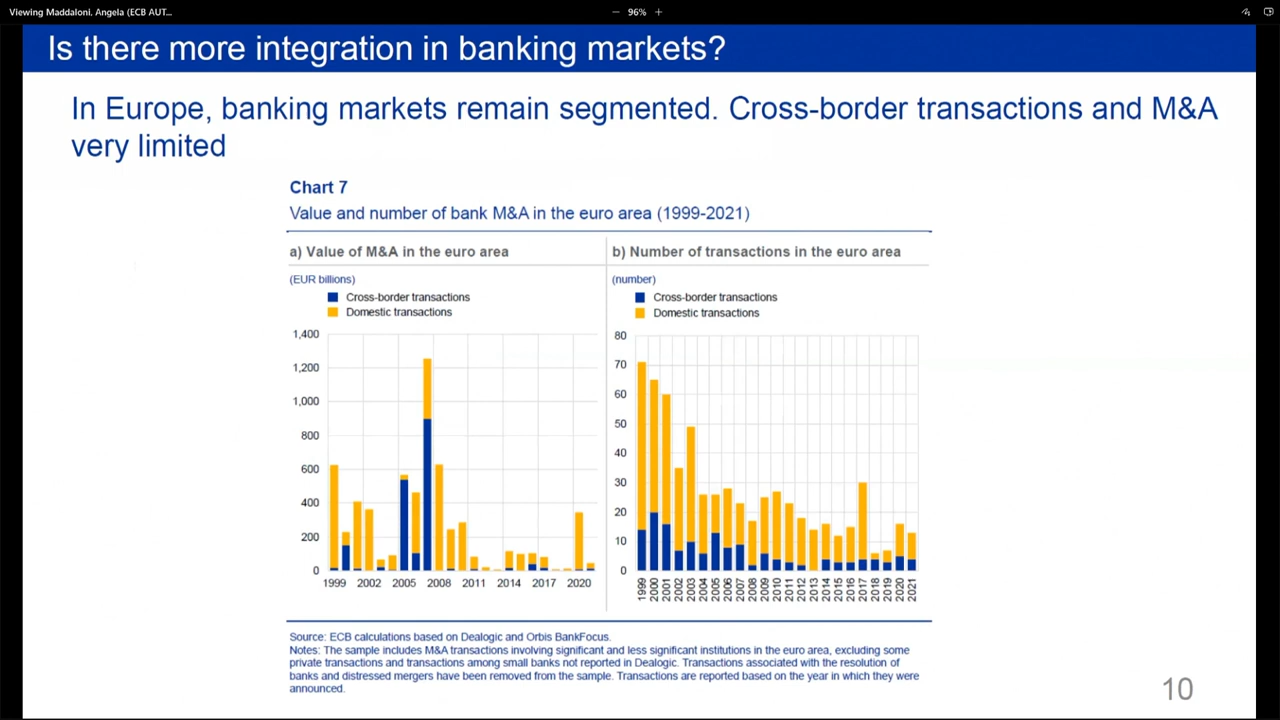 Viewing Maddaloni, Angela (ECB AUT...
96%
Is there more integration in banking markets?
In Europe, banking markets remain segmented. Cross-border transactions and M&A
very limited
Chart 7
Value and number of bank M&A in the euro area (1999-2021)
a) Value of M&A in the euro area
(EUR billions)
Cross-border transactions
Domestic transactions
1,400
1,200
1,000
800
600
400
200
0
1999 2002 2005 2008 2011 2014 2017 2020
b) Number of transactions in the euro area
(number)
Cross-border transactions
Domestic transactions
80
70
60
50
40
30
20
10
0
1999 2000 2001 2002 2003 2004 2005 2006 2007 2008 2009 2010 2011 2012 2013 2014 2015 2016 2017 2018 2019 2020 2021
Source: ECB calculations based on Dealogic and Orbis BankFocus.
Notes: The sample includes M&A transactions involving significant and less significant institutions in the euro area, excluding some
private transactions and transactions among small banks not reported in Dealogic. Transactions associated with the resolution of
banks and distressed mergers have been removed from the sample. Transactions are reported based on the year in which they were
announced.
10